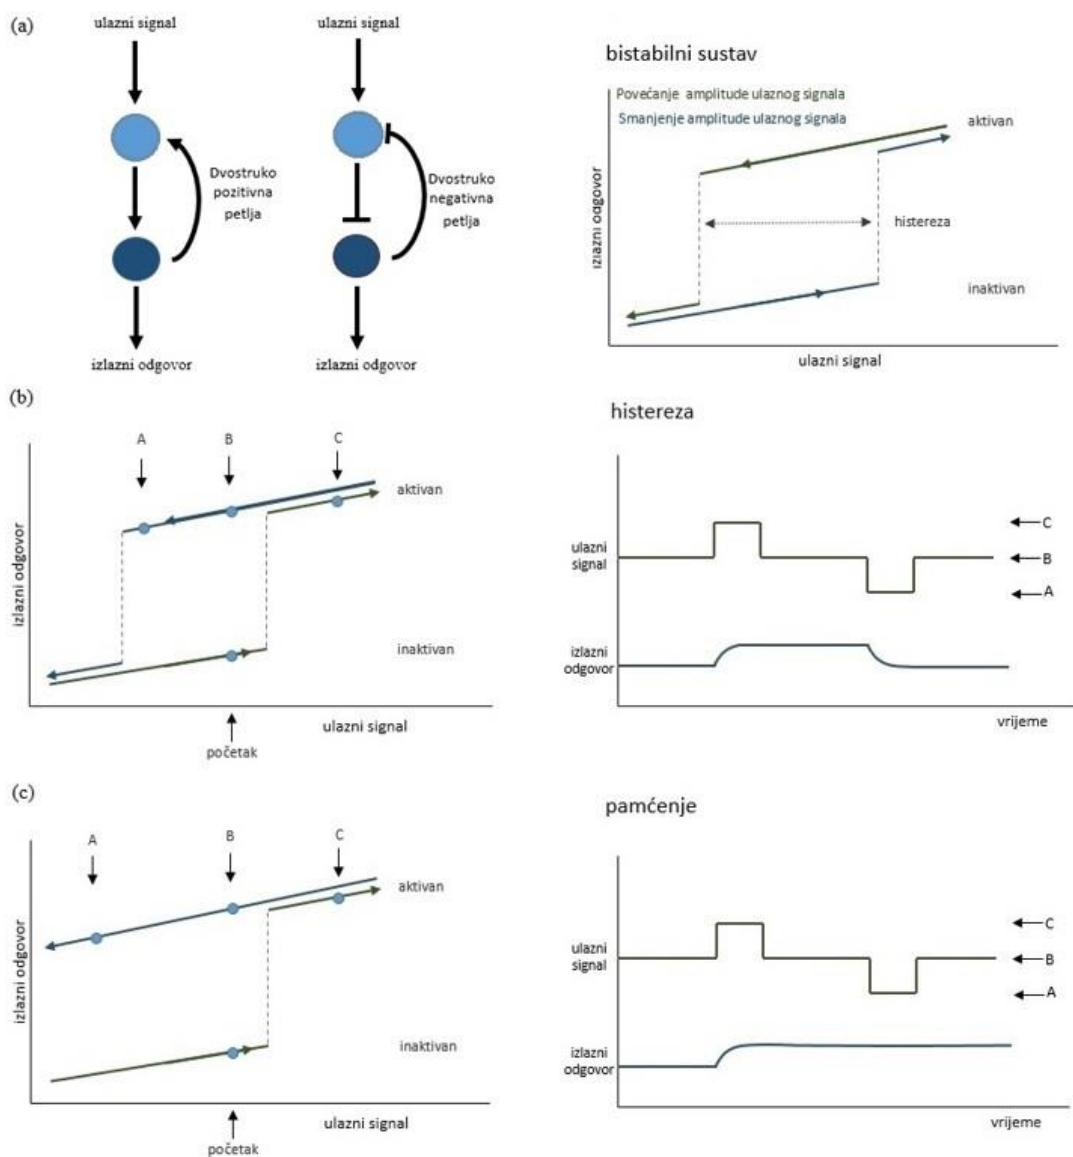 (a)
ulazni signal
ulazni signal
Dvostruko
pozitivna
petlja
Dvostruko
negativna
petlja
izlazni odgovor
izlazni odgovor
bistabilni sustav
Povećanje amplitude ulaznog signala
Smanjenje amplitude ulaznog signala
aktivan
histereza
inaktivan
izlazni odgovor
ulazni signal
(b)
A
B
C
aktivan
inaktivan
izlazni odgovor
ulazni signal
početak
histereza
ulazni
signal
C
B
A
izlazni
odgovor
vrijeme
(c)
A
B
C
aktivan
inaktivan
izlazni odgovor
ulazni signal
početak
pamćenje
ulazni
signal
C
B
A
izlazni
odgovor
vrijeme